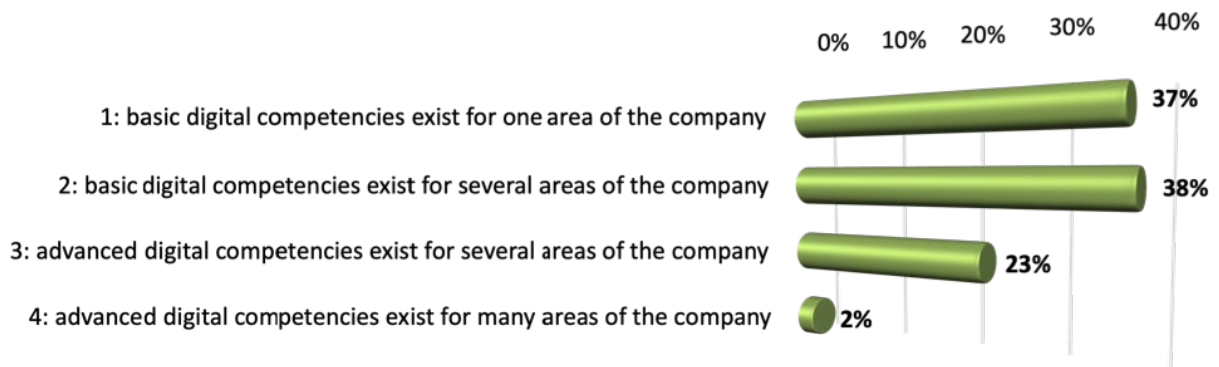 0% 10% 20% 30% 40%
1: basic digital competencies exist for one area of the company 37%
2: basic digital competencies exist for several areas of the company 38%
3: advanced digital competencies exist for several areas of the company 23%
4: advanced digital competencies exist for many areas of the company 2%